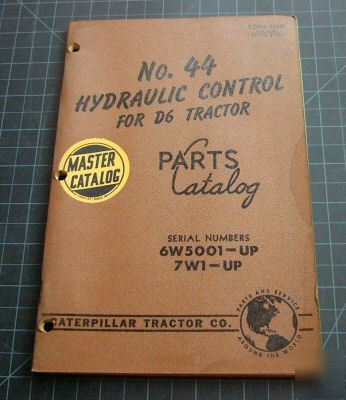 No. 44
HYDRAULIC CONTROL
FOR D6 TRACTOR
MASTER
CATALOG
PARTS
Catalog
SERIAL NUMBERS
6W5001-UP
7W1-UP
CATERPILLAR TRACTOR CO.
PARTS AND SERVICE
AROUND THE WORLD